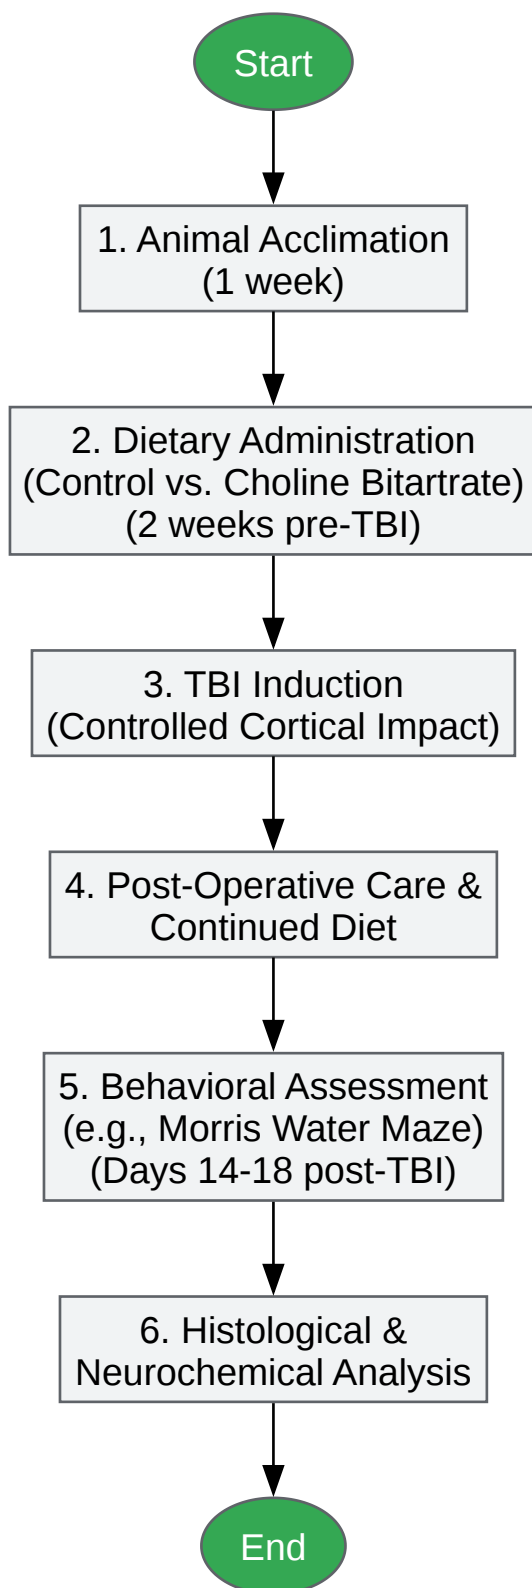 Start
1. Animal Acclimation
(1 week)
2. Dietary Administration
(Control vs. Choline Bitartrate)
(2 weeks pre-TBI)
3. TBI Induction
(Controlled Cortical Impact)
4. Post-Operative Care &
Continued Diet
5. Behavioral Assessment
(e.g., Morris Water Maze)
(Days 14-18 post-TBI)
6. Histological &
Neurochemical Analysis
End